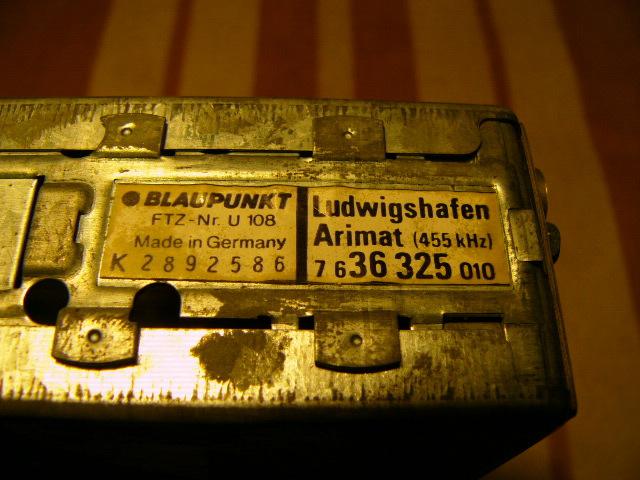 BLAUPUNKT
FTZ-Nr. U 108
Made in Germany
K 2892586
Ludwigshafen
Arimat (455 kHz)
7 636 325 010